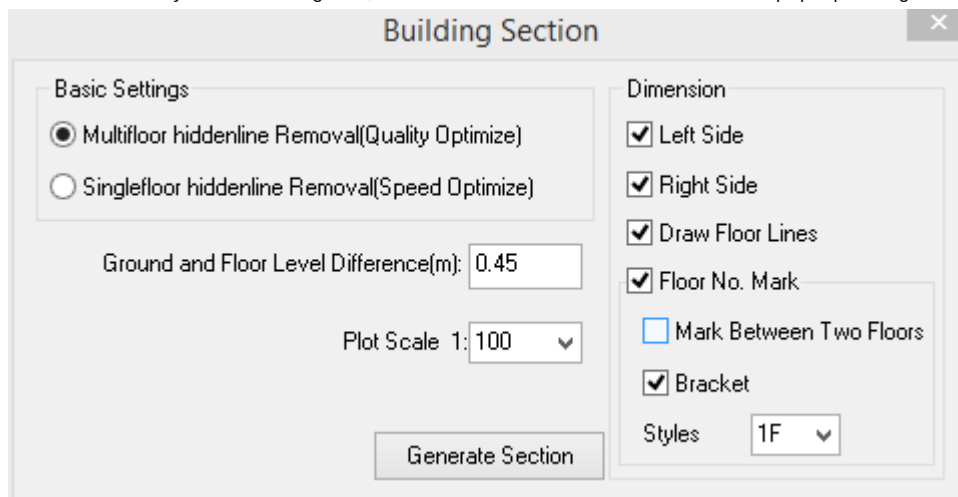 Building Section
Basic Settings
Multifloor hiddenline Removal(Quality Optimize)
Singlefloor hiddenline Removal(Speed Optimize)
Ground and Floor Level Difference(m): 0.45
Plot Scale 1: 100
Generate Section
Dimension
Left Side
Right Side
Draw Floor Lines
Floor No. Mark
Mark Between Two Floors
Bracket
Styles 1F